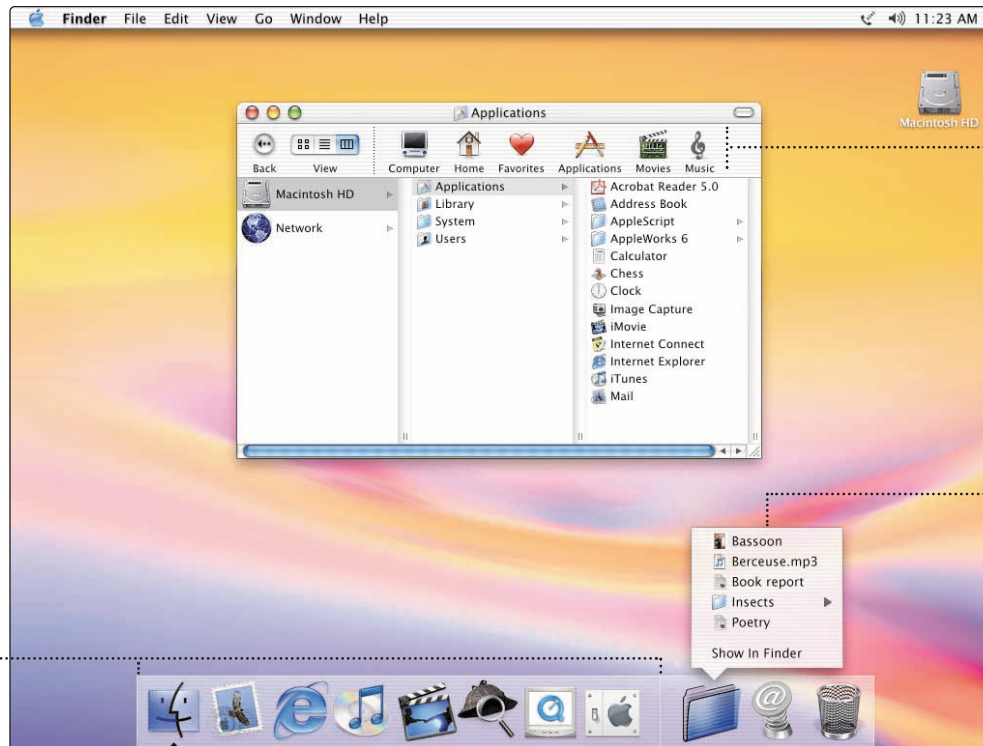 Finder File Edit View Go Window Help 11:23 AM
Macintosh HD
Applications
Back View Computer Home Favorites Applications Movies Music
Macintosh HD
Network
Applications
Library
System
Users
Acrobat Reader 5.0
Address Book
AppleScript
AppleWorks 6
Calculator
Chess
Clock
Image Capture
iMovie
Internet Connect
Internet Explorer
iTunes
Mail
Bassoon
Berceuse.mp3
Book report
Insects
Poetry
Show In Finder
@